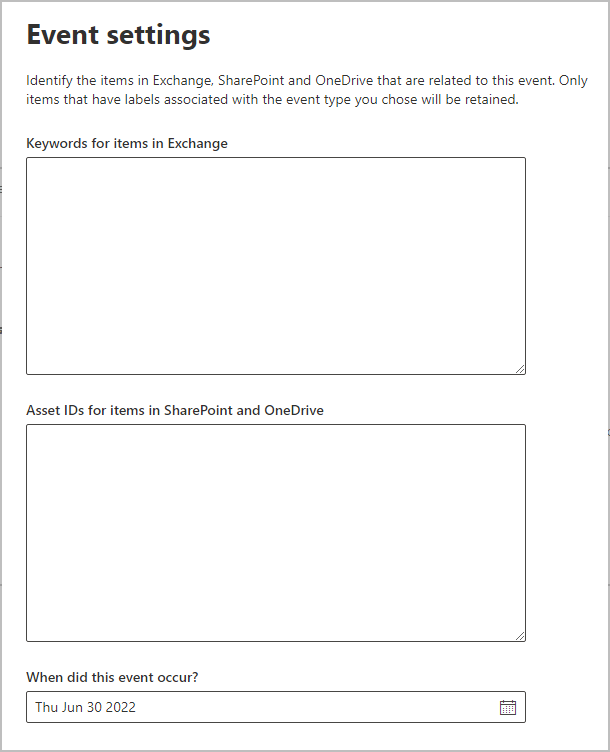 Event settings
Identify the items in Exchange, SharePoint and OneDrive that are related to this event. Only
items that have labels associated with the event type you chose will be retained.
Keywords for items in Exchange
Asset IDs for items in SharePoint and OneDrive
When did this event occur?
Thu Jun 30 2022